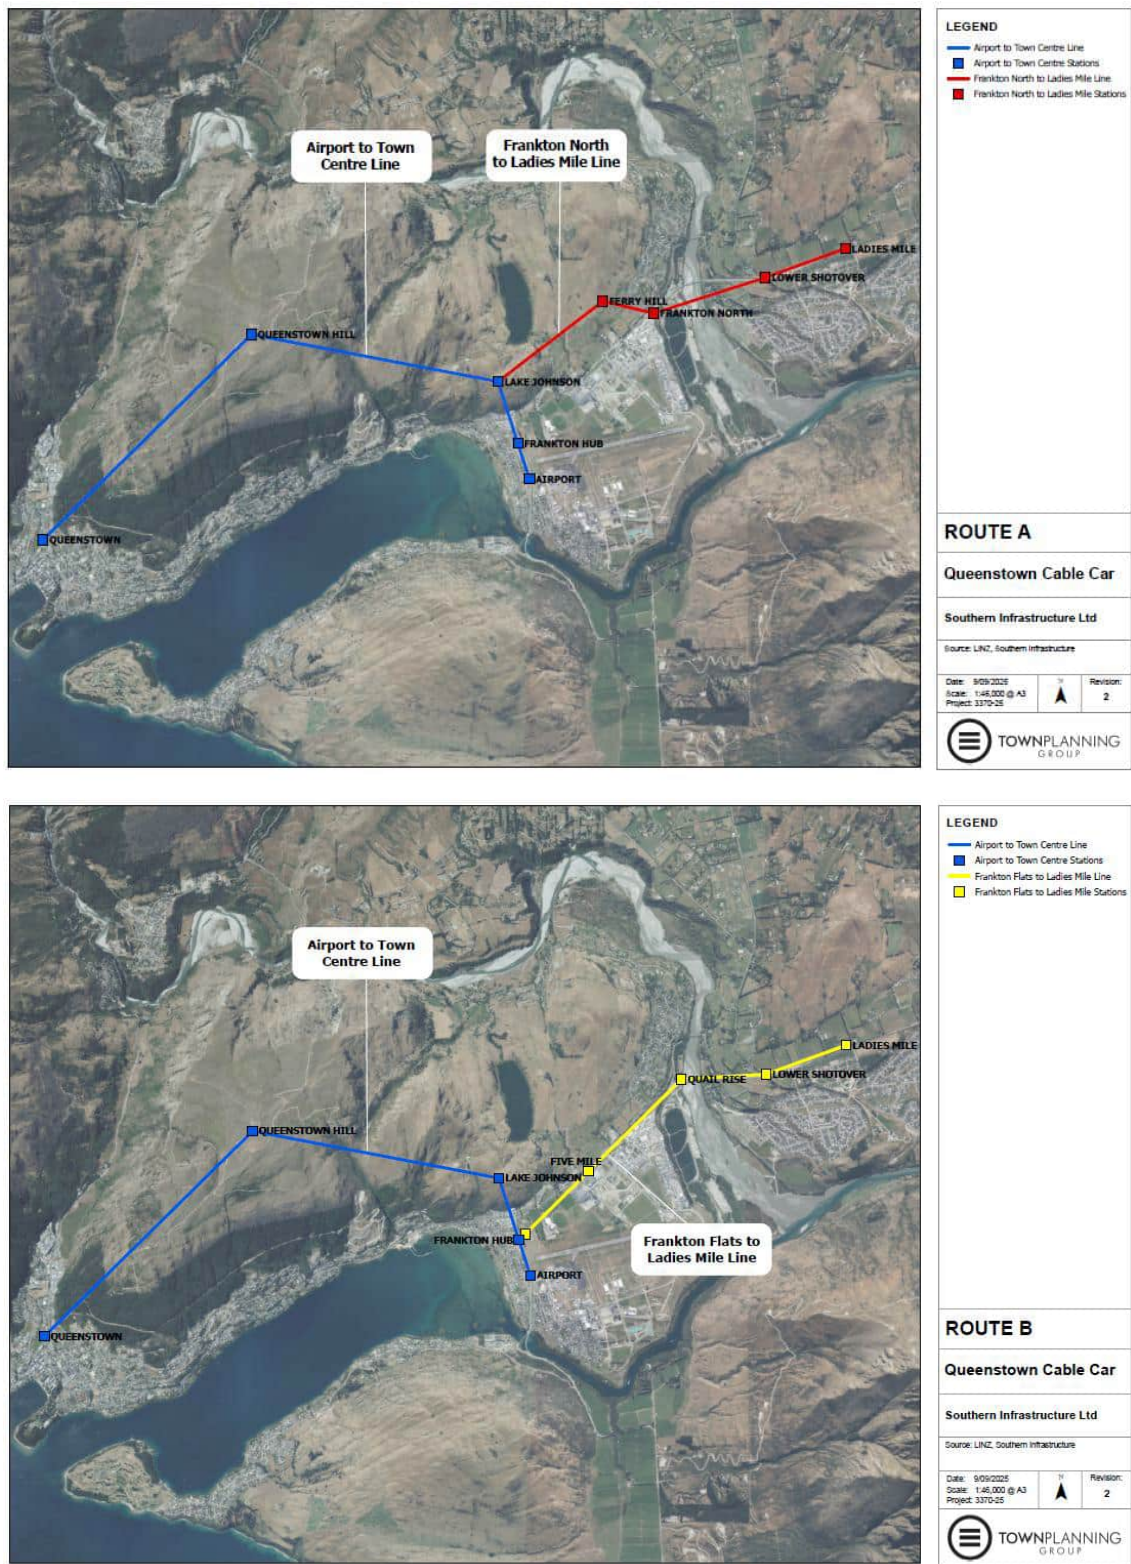 LEGEND
Airport to Town Centre Line
Airport to Town Centre Stations
Frankton North to Ladies Mile Line
Frankton North to Ladies Mile Stations
Airport to Town
Centre Line
Frankton North
to Ladies Mile Line
LADIES MILE
LOWER SHOTOVER
FERRY HILL
FRANKTON NORTH
QUEENSTOWN HILL
LAKE JOHNSON
FRANKTON HUB
AIRPORT
QUEENSTOWN
ROUTE A
Queenstown Cable Car
Southern Infrastructure Ltd
Source: LINZ, Southern Infrastructure
Date: 9/09/2025
Scale: 1:46,000 @ A3
Project: 3370-25
Revision:
2
TOWNPLANNING
GROUP
LEGEND
Airport to Town Centre Line
Airport to Town Centre Stations
Frankton Flats to Ladies Mile Line
Frankton Flats to Ladies Mile Stations
Airport to Town
Centre Line
LADIES MILE
LOWER SHOTOVER
QUAIL RISE
QUEENSTOWN HILL
FIVE MILE
LAKE JOHNSON
FRANKTON HUB
Frankton Flats to
Ladies Mile Line
AIRPORT
QUEENSTOWN
ROUTE B
Queenstown Cable Car
Southern Infrastructure Ltd
Source: LINZ, Southern Infrastructure
Date: 9/09/2025
Scale: 1:46,000 @ A3
Project: 3370-25
Revision:
2
TOWNPLANNING
GROUP